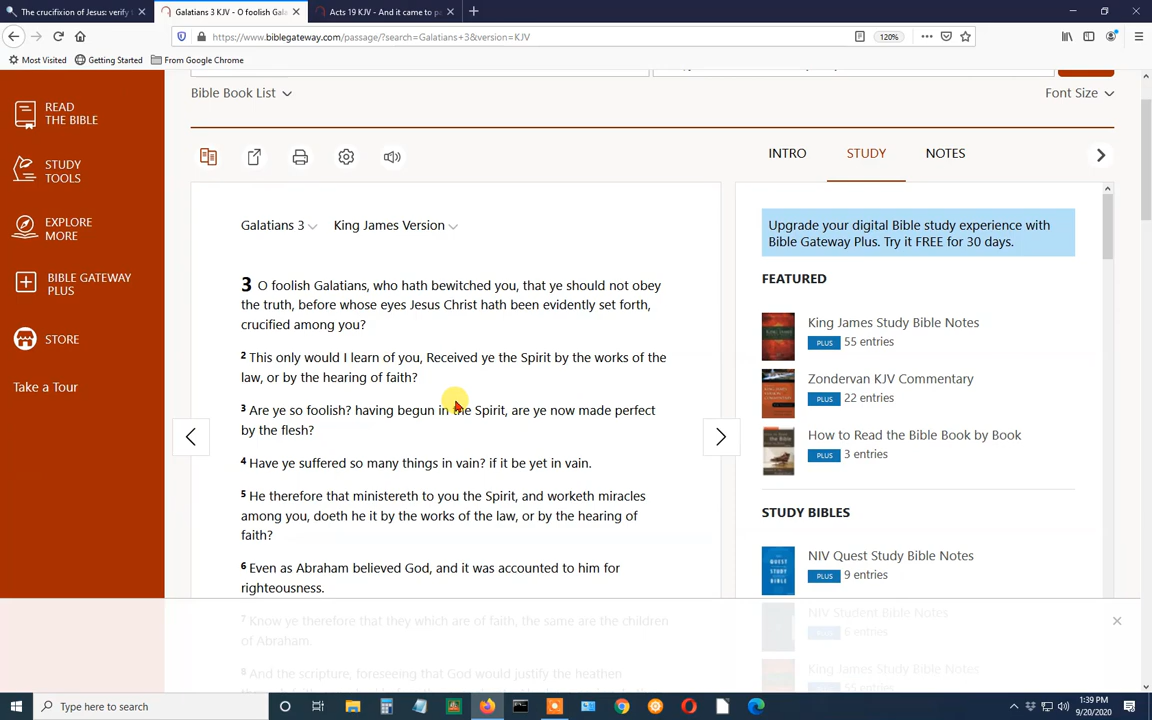 The crucifixion of Jesus: verify
Galatians 3 KJV - O foolish Gala
Acts 19 KJV - And it came to p
https://www.biblegateway.com/passage/?search=Galatians+3&version=KJV
120%
Most Visited
Getting Started
From Google Chrome
READ
THE BIBLE
STUDY
TOOLS
EXPLORE
MORE
BIBLE GATEWAY
PLUS
STORE
Take a Tour
Bible Book List
Font Size
INTRO
STUDY
NOTES
Galatians 3
King James Version
3 O foolish Galatians, who hath bewitched you, that ye should not obey
the truth, before whose eyes Jesus Christ hath been evidently set forth,
crucified among you?
2 This only would I learn of you, Received ye the Spirit by the works of the
law, or by the hearing of faith?
3 Are ye so foolish? having begun in the Spirit, are ye now made perfect
by the flesh?
4 Have ye suffered so many things in vain? if it be yet in vain.
5 He therefore that ministereth to you the Spirit, and worketh miracles
among you, doeth he it by the works of the law, or by the hearing of
faith?
6 Even as Abraham believed God, and it was accounted to him for
righteousness.
7 Know ye therefore that they which are of faith, the same are the children
of Abraham.
8 And the scripture, foreseeing that God would justify the heathen
Upgrade your digital Bible study experience with
Bible Gateway Plus. Try it FREE for 30 days.
FEATURED
King James Study Bible Notes
PLUS 55 entries
Zondervan KJV Commentary
PLUS 22 entries
How to Read the Bible Book by Book
PLUS 3 entries
STUDY BIBLES
NIV Quest Study Bible Notes
PLUS 9 entries
NIV Student Bible Notes
6 entries
King James Study Bible Notes
55 entries
Type here to search
1:39 PM
9/20/2020